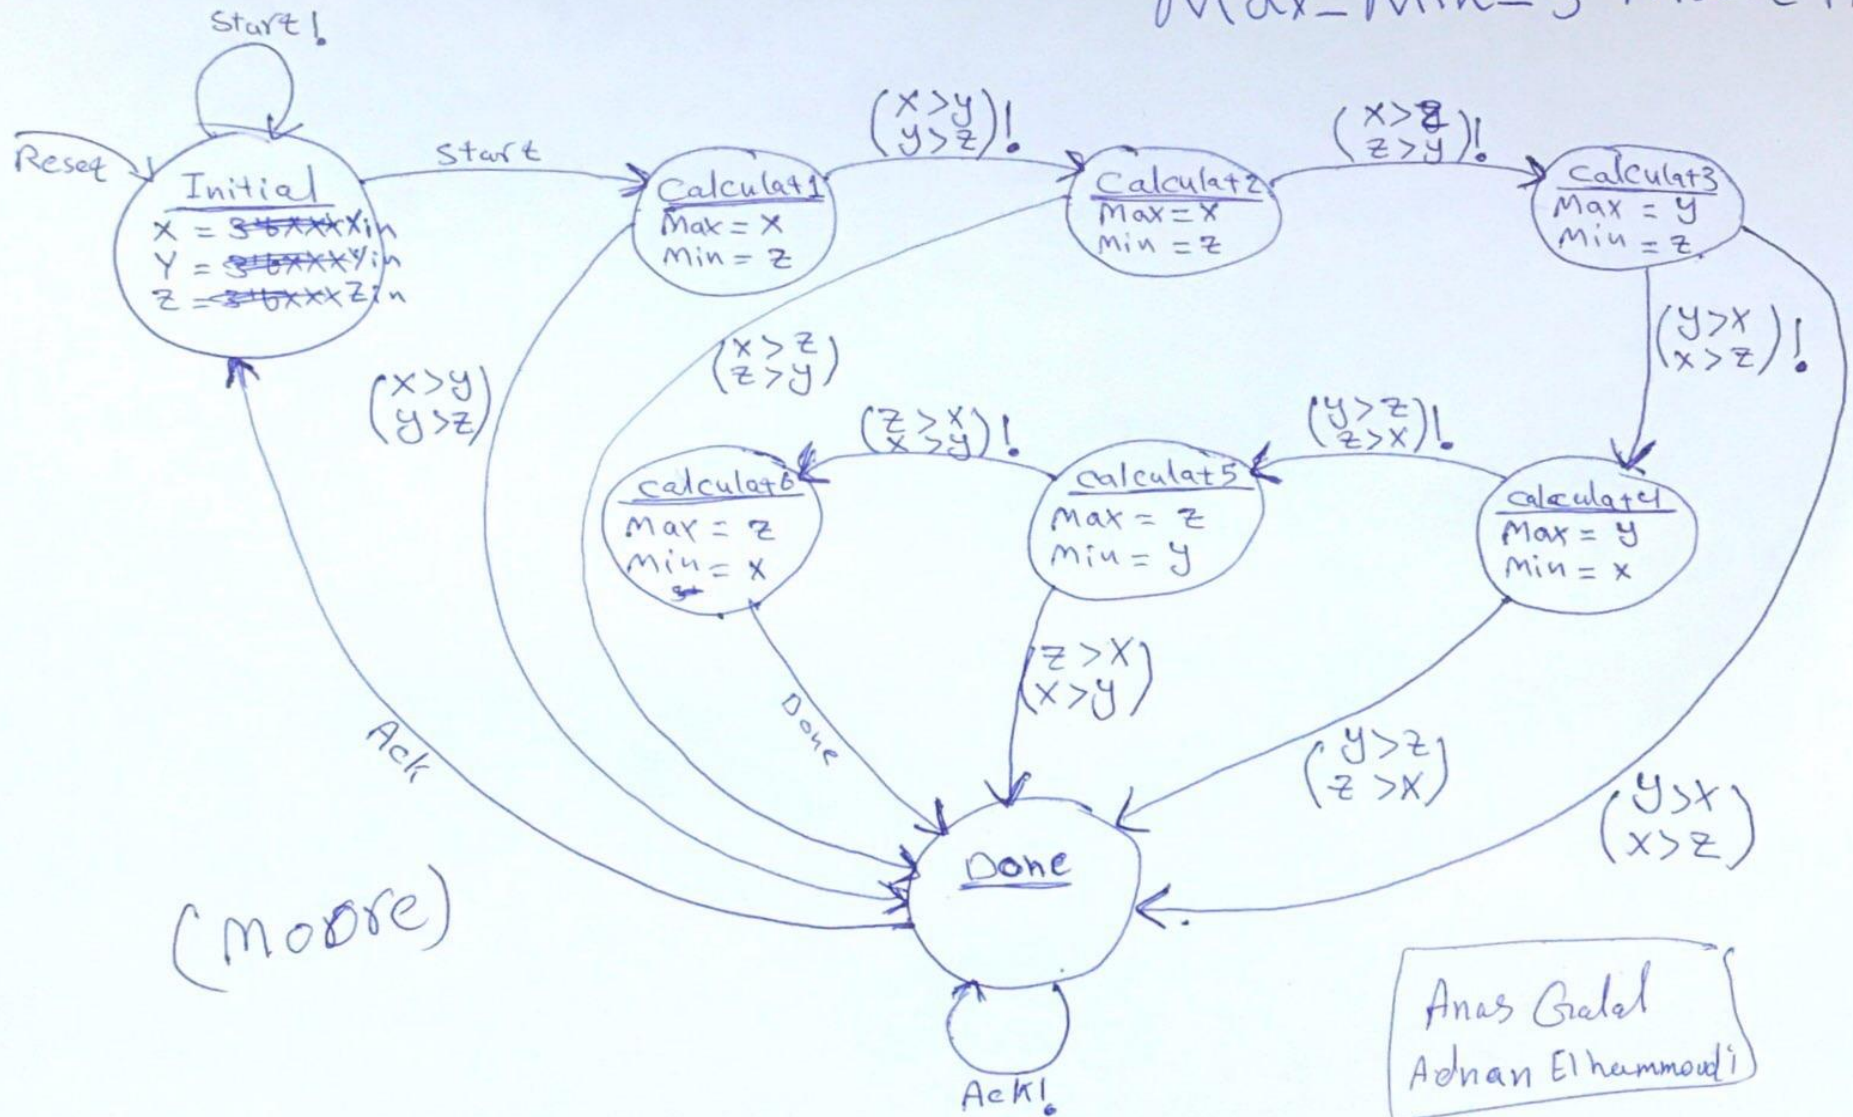 Max_Min_3
Start!
Reset
Initial
X = Xin
Y = Yin
Z = Zin
Start
Calculat1
Max = X
Min = Z
(X>y
y>z)!
Calculat2
Max = X
Min = Z
(X>Z
Z>y)!
Calculat3
Max = y
Min = Z
(y>X
X>Z)!
(X>y
y>Z)
(X>Z
Z>y)
(Z>X
X>y)!
(y>Z
Z>X)!
Calculat6
Max = Z
Min = X
Calculat5
Max = Z
Min = y
Calculat4
Max = y
Min = X
Done
(Z>X
X>y)
(y>Z
Z>X)
(y>X
X>Z)
Ack
Done
(Moore)
Ack!
Anas Galal
Adnan Elhammoudi